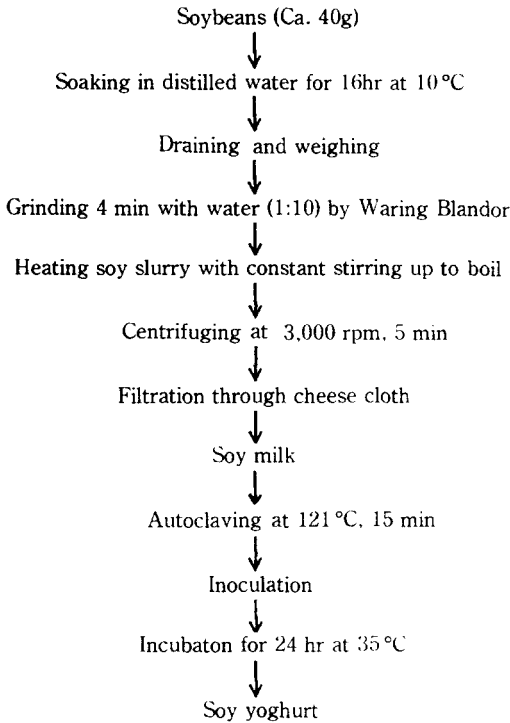 Soybeans (Ca. 40g)
Soaking in distilled water for 16hr at 10°C
Draining and weighing
Grinding 4 min with water (1:10) by Waring Blandor
Heating soy slurry with constant stirring up to boil
Centrifuging at 3,000 rpm, 5 min
Filtration through cheese cloth
Soy milk
Autoclaving at 121°C, 15 min
Inoculation
Incubaton for 24 hr at 35°C
Soy yoghurt